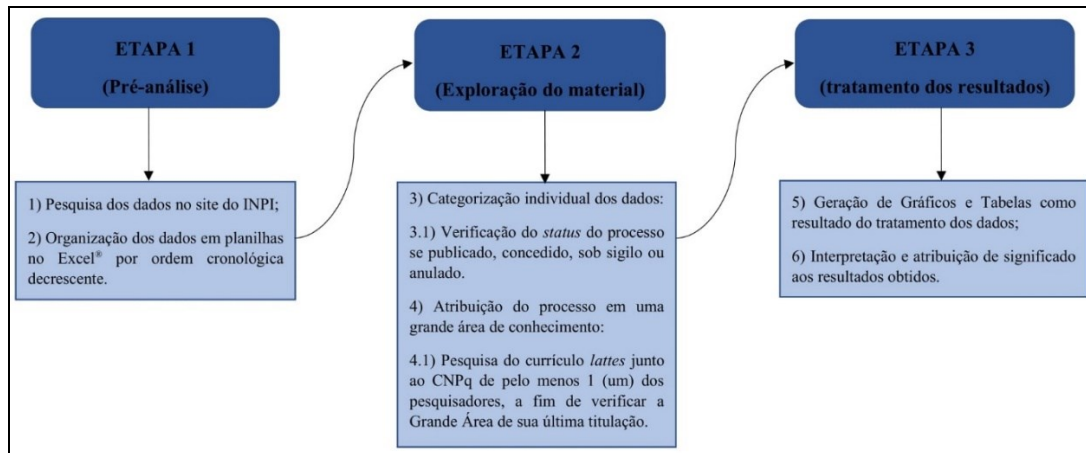 ETAPA 1
(Pré-análise)
1) Pesquisa dos dados no site do INPI;
2) Organização dos dados em planilhas
no Excel® por ordem cronológica
decrescente.
ETAPA 2
(Exploração do material)
3) Categorização individual dos dados:
3.1) Verificação do status do processo
se publicado, concedido, sob sigilo ou
anulado.
4) Atribuição do processo em uma
grande área de conhecimento:
4.1) Pesquisa do currículo lattes junto
ao CNPq de pelo menos 1 (um) dos
pesquisadores, a fim de verificar a
Grande Área de sua última titulação.
ETAPA 3
(tratamento dos resultados)
5) Geração de Gráficos e Tabelas como
resultado do tratamento dos dados;
6) Interpretação e atribuição de significado
aos resultados obtidos.